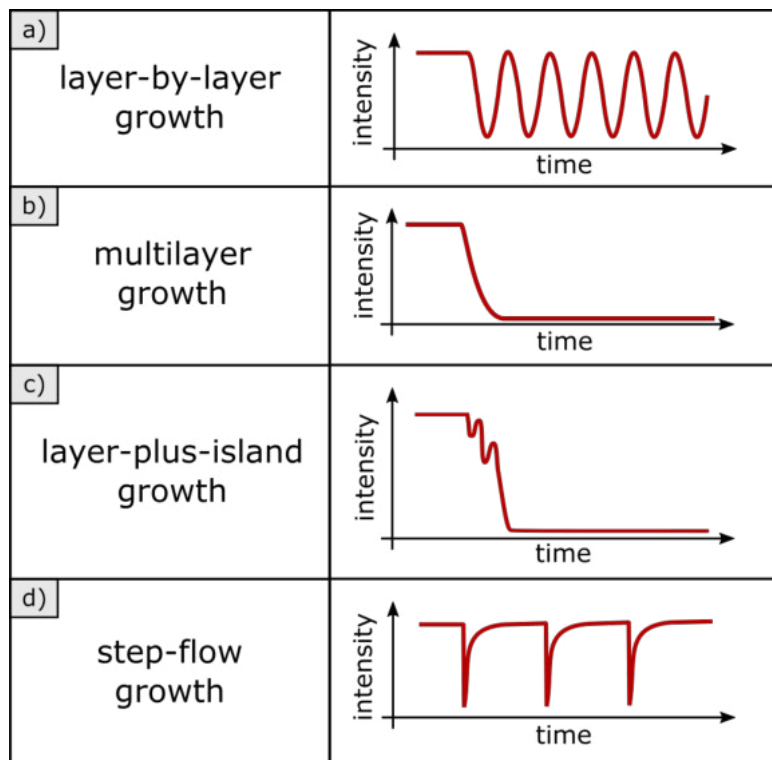 a)
layer-by-layer
growth
intensity
time
b)
multilayer
growth
intensity
time
c)
layer-plus-island
growth
intensity
time
d)
step-flow
growth
intensity
time